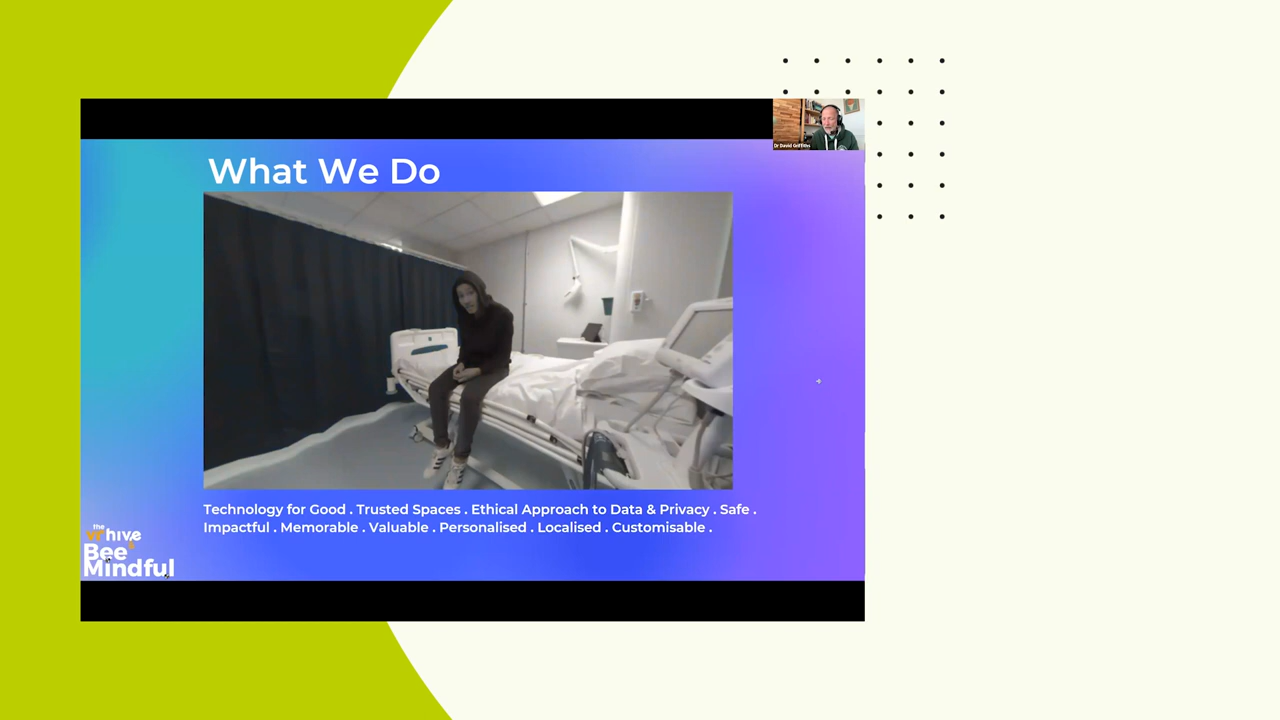 Dr David Griffiths
What We Do
Technology for Good . Trusted Spaces . Ethical Approach to Data & Privacy . Safe .
Impactful . Memorable . Valuable . Personalised . Localised . Customisable .
the
vr hive
Bee
Mindful